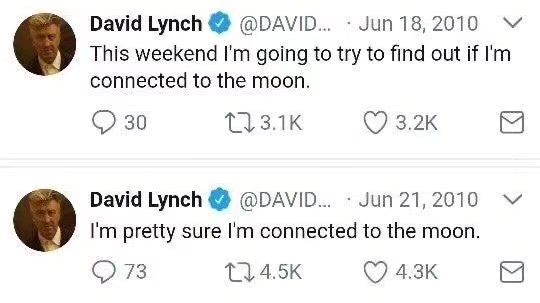 David Lynch @DAVID... · Jun 18, 2010
This weekend I'm going to try to find out if I'm
connected to the moon.
30 3.1K 3.2K
David Lynch @DAVID... · Jun 21, 2010
I'm pretty sure I'm connected to the moon.
73 4.5K 4.3K